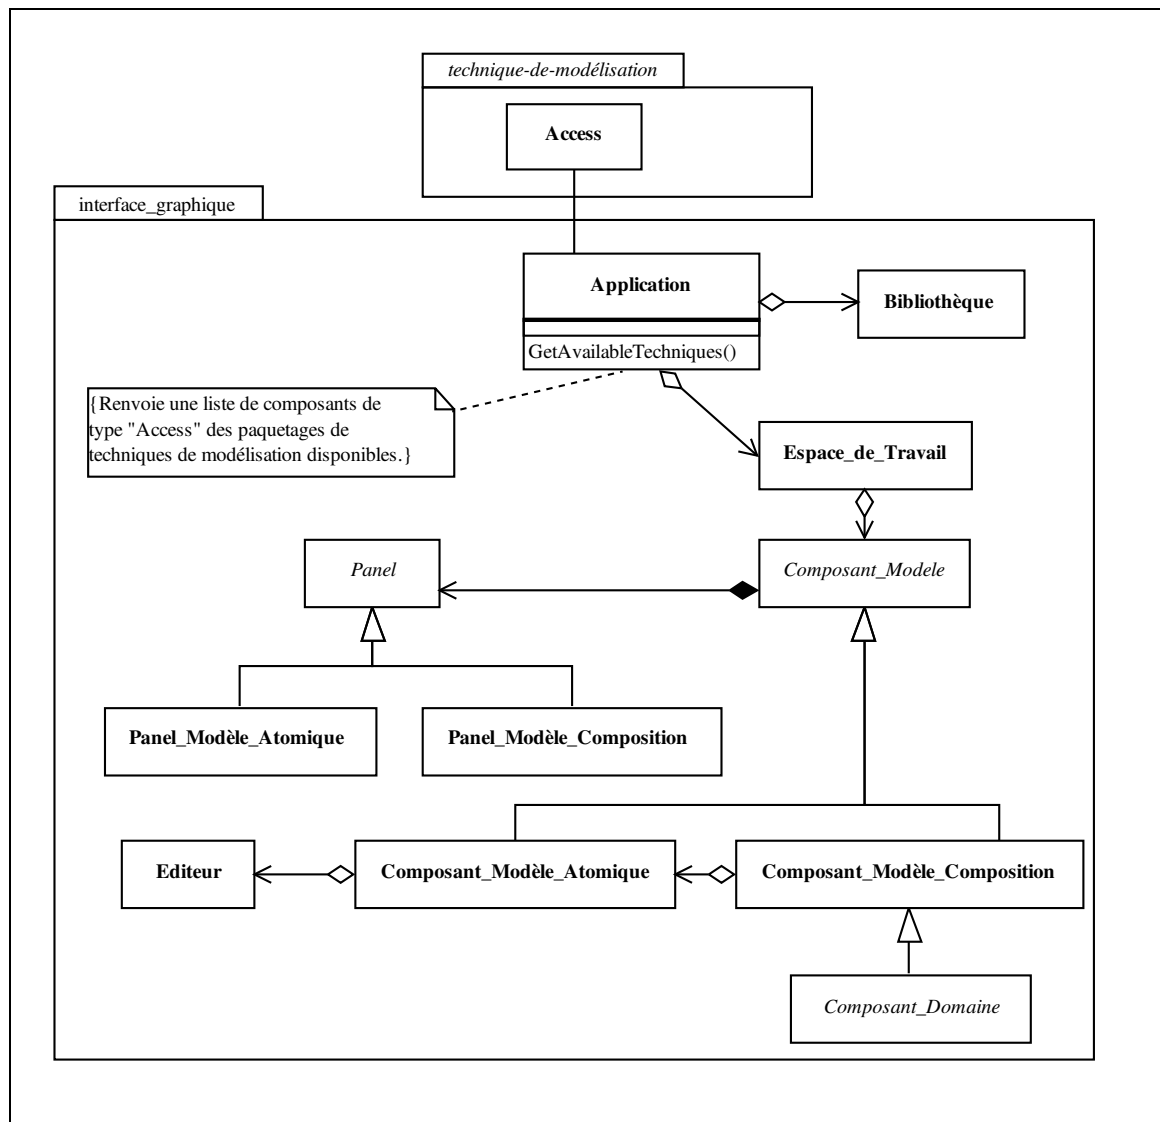 technique-de-modélisation
Access
interface_graphique
Application
Bibliothèque
GetAvailableTechniques()
{Renvoie une liste de composants de
type "Access" des paquetages de
techniques de modélisation disponibles.}
Espace_de_Travail
Panel
Composant_Modele
Panel_Modèle_Atomique
Panel_Modèle_Composition
Editeur
Composant_Modèle_Atomique
Composant_Modèle_Composition
Composant_Domaine